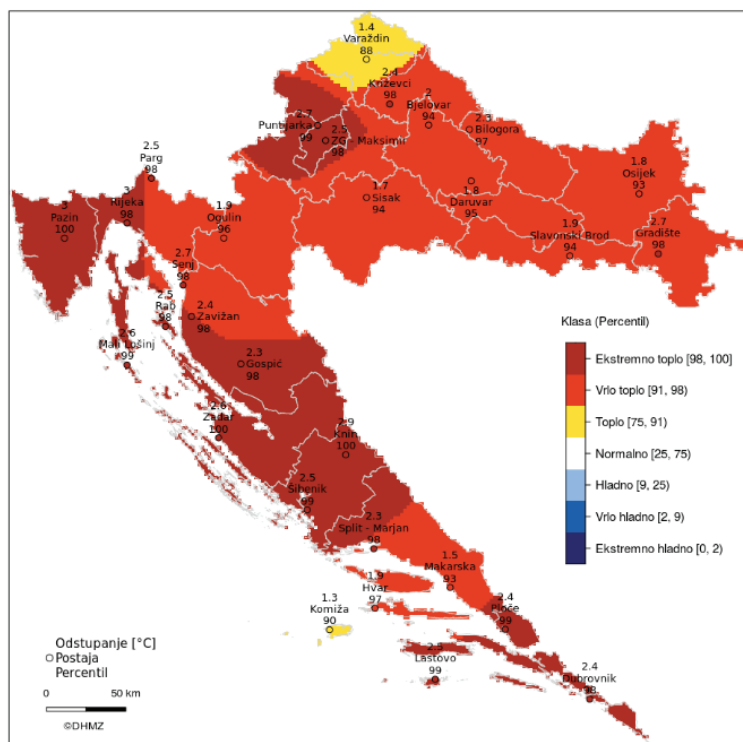 1.4
Varaždin
88
2.4
Križevci
98
2
Bjelovar
94
2.3
Bilogora
97
2.7
Puntijarka
99
2.5
ZG - Maksimir
98
2.5
Parg
98
3
Rijeka
98
3
Pazin
100
1.9
Ogulin
96
1.7
Sisak
94
1.8
Daruvar
95
1.8
Osijek
93
1.9
Slavonski Brod
94
2.7
Gradište
98
2.7
Senj
98
2.5
Rab
98
2.4
Zavižan
98
2.6
Mali Lošinj
99
2.3
Gospić
98
2.6
Zadar
100
2.9
Knin
100
2.5
Šibenik
99
2.3
Split - Marjan
98
1.5
Makarska
93
1.9
Hvar
97
1.3
Komiža
90
2.4
Ploče
99
Lastovo
99
2.4
Dubrovnik
98
Klasa (Percentil)
Ekstremno toplo [98, 100]
Vrlo toplo [91, 98)
Toplo [75, 91)
Normalno [25, 75)
Hladno [9, 25)
Vrlo hladno [2, 9)
Ekstremno hladno [0, 2)
Odstupanje [°C]
Postaja
Percentil
0 50 km
©DHMZ